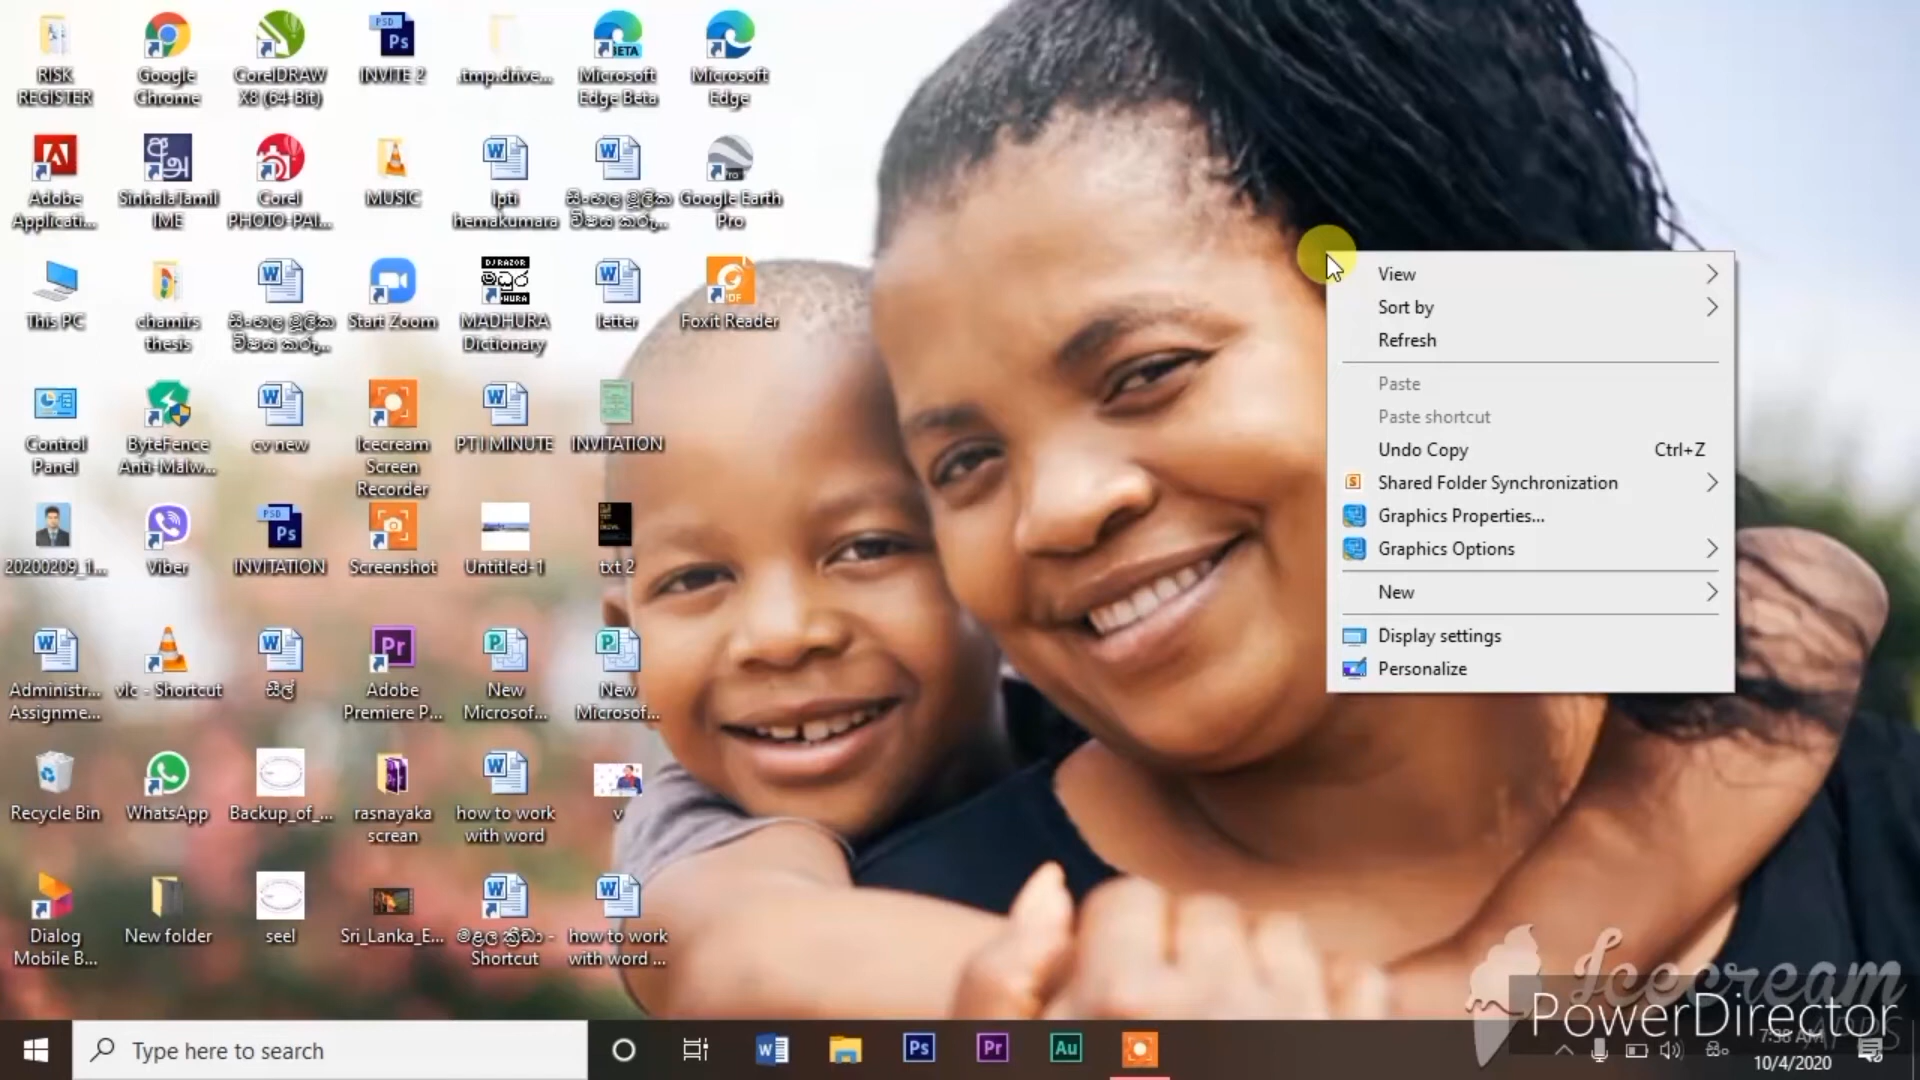 RISK
REGISTER
Google
Chrome
CorelDRAW
X8 (64-Bit)
INVITE 2
.tmp.drive...
Microsoft
Edge Beta
Microsoft
Edge
Adobe
Applicati...
SinhalaTamil
IME
Corel
PHOTO-PAI...
MUSIC
lpti
hemakumara
සිංහල මූලික
විෂය කරු...
Google Earth
Pro
This PC
chamirs
thesis
සිංහල මූලික
විෂය කරු...
Start Zoom
MADHURA
Dictionary
letter
Foxit Reader
Control
Panel
ByteFence
Anti-Malw...
cv new
Icecream
Screen
Recorder
PT I MINUTE
INVITATION
20200209_1...
Viber
INVITATION
Screenshot
Untitled-1
txt 2
Administr...
Assignme...
vlc - Shortcut
සීල්
Adobe
Premiere P...
New
Microsof...
New
Microsof...
Recycle Bin
WhatsApp
Backup_of_...
rasnayaka
screan
how to work
with word
v
Dialog
Mobile B...
New folder
seel
Sri_Lanka_E...
මළල ක්‍රීඩා -
Shortcut
how to work
with word ...
View
Sort by
Refresh
Paste
Paste shortcut
Undo Copy Ctrl+Z
Shared Folder Synchronization
Graphics Properties...
Graphics Options
New
Display settings
Personalize
Icecream
APPS
PowerDirector
Type here to search
සිං
7:38 AM
10/4/2020